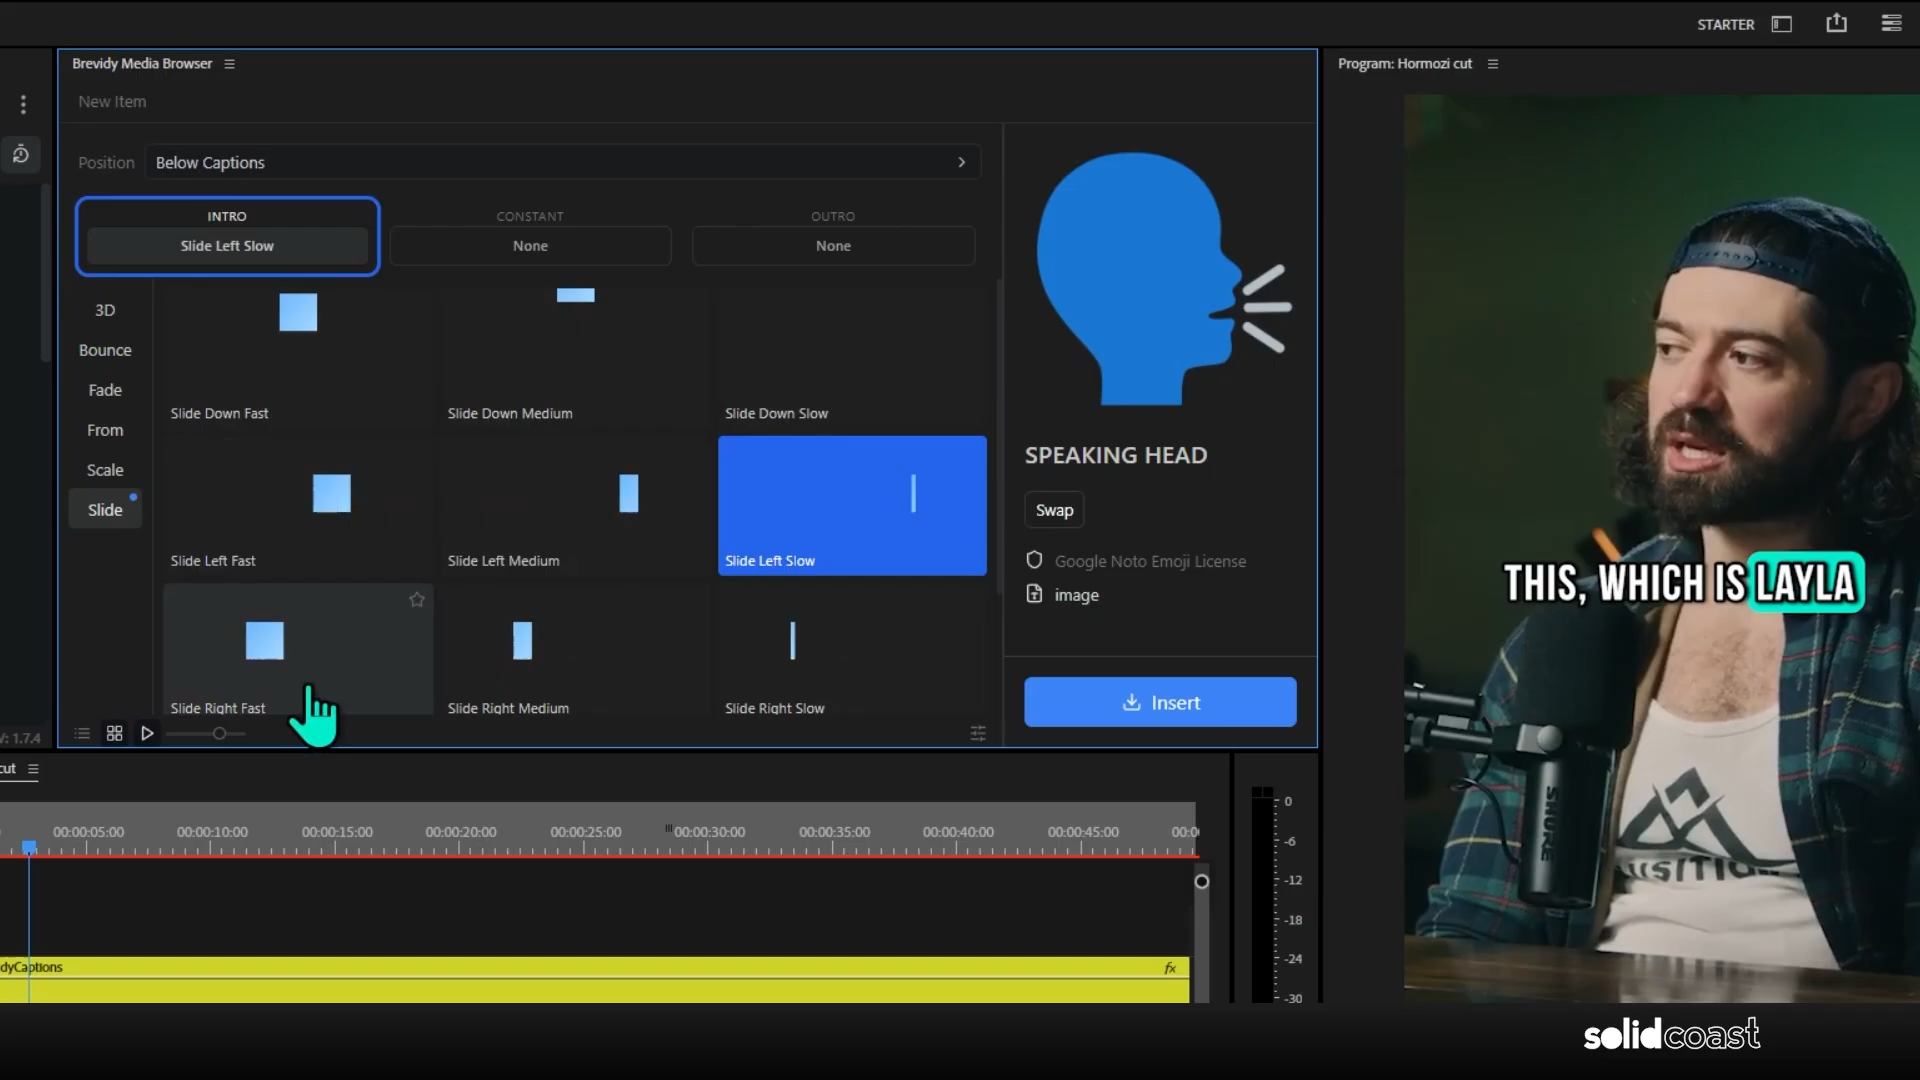 STARTER
Brevidy Media Browser
Program: Hormozi cut
New Item
Position Below Captions
INTRO CONSTANT OUTRO
Slide Left Slow None None
3D
Bounce
Fade
From
Scale
Slide
Slide Down Fast Slide Down Medium Slide Down Slow
Slide Left Fast Slide Left Medium Slide Left Slow
Slide Right Fast Slide Right Medium Slide Right Slow
SPEAKING HEAD
Swap
Google Noto Emoji License
image
Insert
THIS, WHICH IS LAYLA
SHURE
UISITIO
V: 1.7.4
cut
00:00:05:00 00:00:10:00 00:00:15:00 00:00:20:00 00:00:25:00 00:00:30:00 00:00:35:00 00:00:40:00 00:00:45:00 00:0
0
-6
-12
-18
-24
-30
dyCaptions fx
solidcoast